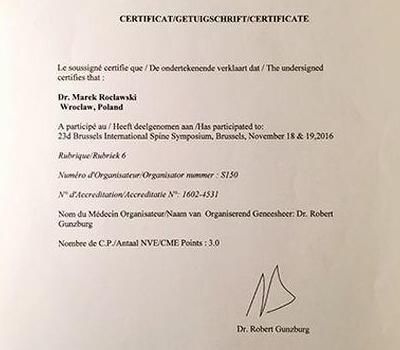 CERTIFICAT/GETUIGSCHRIFT/CERTIFICATE
Le soussigné certifie que / De ondertekenende verklaart dat / The undersigned
certifies that :
Dr. Marek Roclawski
Wroclaw, Poland
A participé au / Heeft deelgenomen aan /Has participated to:
23d Brussels International Spine Symposium, Brussels, November 18 & 19,2016
Rubrique/Rubriek 6
Numéro d'Organisateur/Organisator nummer : S150
N° d'Accreditation/Accreditatie N°: 1602-4531
Nom du Médecin Organisateur/Naam van Organiserend Geneesheer: Dr. Robert
Gunzburg
Nombre de C.P./Antaal NVE/CME Points : 3.0
Dr. Robert Gunzburg